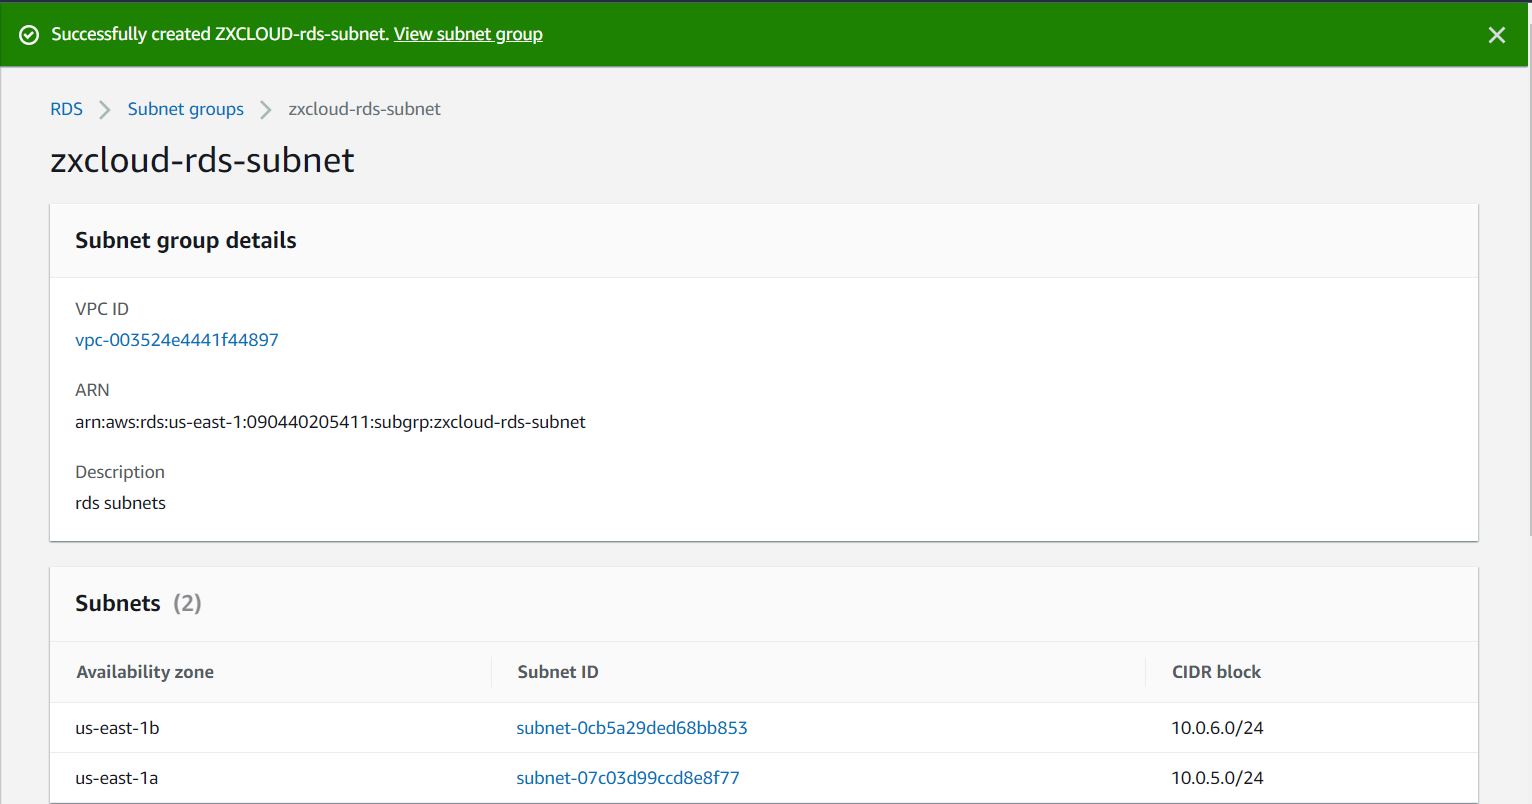 Successfully created ZXCLOUD-rds-subnet. View subnet group
RDS Subnet groups zxcloud-rds-subnet
zxcloud-rds-subnet
Subnet group details
VPC ID
vpc-003524e4441f44897
ARN
arn:aws:rds:us-east-1:090440205411:subgrp:zxcloud-rds-subnet
Description
rds subnets
Subnets (2)
Availability zone Subnet ID CIDR block
us-east-1b subnet-0cb5a29ded68bb853 10.0.6.0/24
us-east-1a subnet-07c03d99ccd8e8f77 10.0.5.0/24